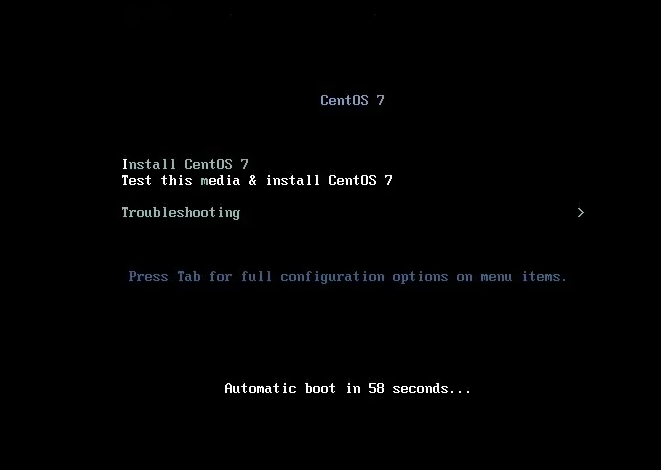 CentOS 7
Install CentOS 7
Test this media & install CentOS 7
Troubleshooting >
Press Tab for full configuration options on menu items.
Automatic boot in 58 seconds...